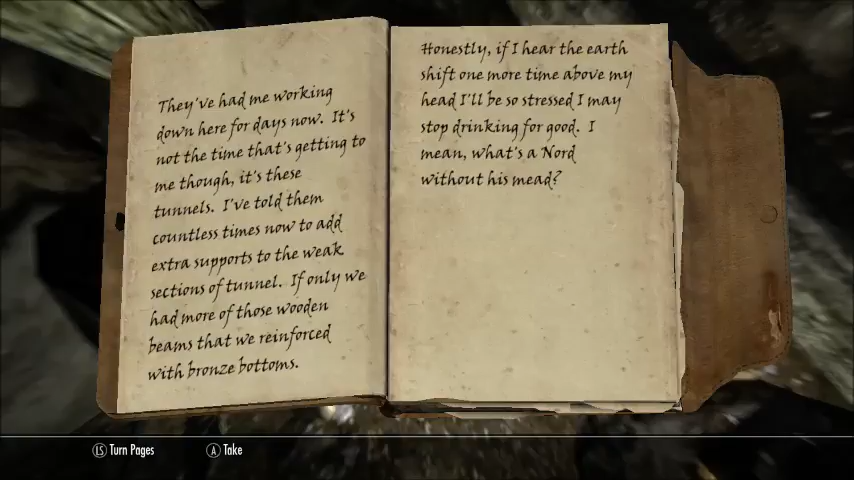 They've had me working
down here for days now. It's
not the time that's getting to
me though, it's these
tunnels. I've told them
countless times now to add
extra supports to the weak
sections of tunnel. If only we
had more of those wooden
beams that we reinforced
with bronze bottoms.
Honestly, if I hear the earth
shift one more time above my
head I'll be so stressed I may
stop drinking for good. I
mean, what's a Nord
without his mead?
LS Turn Pages
A Take